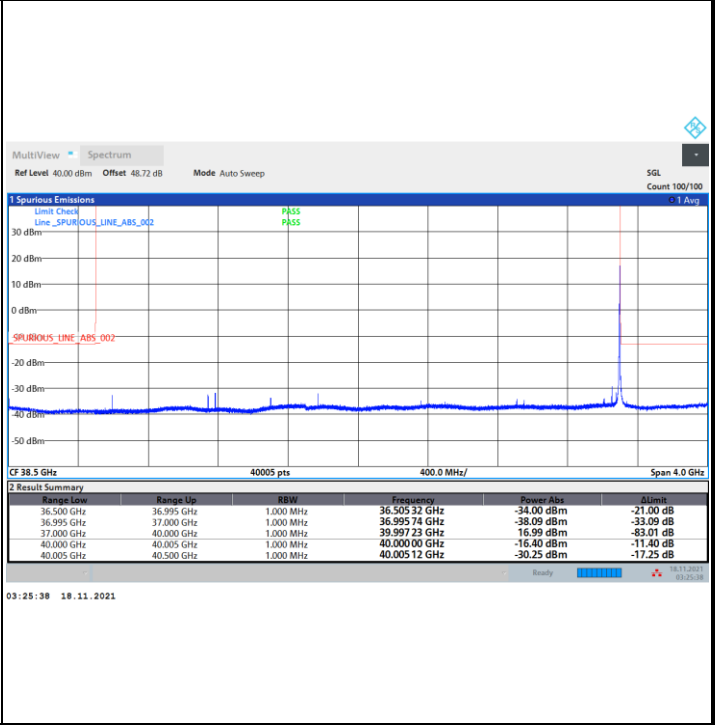 MultiView Spectrum
Ref Level 40.00 dBm Offset 48.72 dB Mode Auto Sweep SGL
Count 100/100
1 Spurious Emissions 1 Avg
Limit Check PASS
Line _SPURIOUS_LINE_ABS_002 PASS
30 dBm
20 dBm
10 dBm
0 dBm
_SPURIOUS_LINE_ABS_002
-20 dBm
-30 dBm
-40 dBm
-50 dBm
CF 38.5 GHz 40005 pts 400.0 MHz/ Span 4.0 GHz
2 Result Summary
Range Low Range Up RBW Frequency Power Abs ΔLimit
36.500 GHz 36.995 GHz 1.000 MHz 36.505 32 GHz -34.00 dBm -21.00 dB
36.995 GHz 37.000 GHz 1.000 MHz 36.995 74 GHz -38.09 dBm -33.09 dB
37.000 GHz 40.000 GHz 1.000 MHz 39.997 23 GHz 16.99 dBm -83.01 dB
40.000 GHz 40.005 GHz 1.000 MHz 40.000 00 GHz -16.40 dBm -11.40 dB
40.005 GHz 40.500 GHz 1.000 MHz 40.005 12 GHz -30.25 dBm -17.25 dB
Ready 18.11.2021
03:25:38
03:25:38 18.11.2021